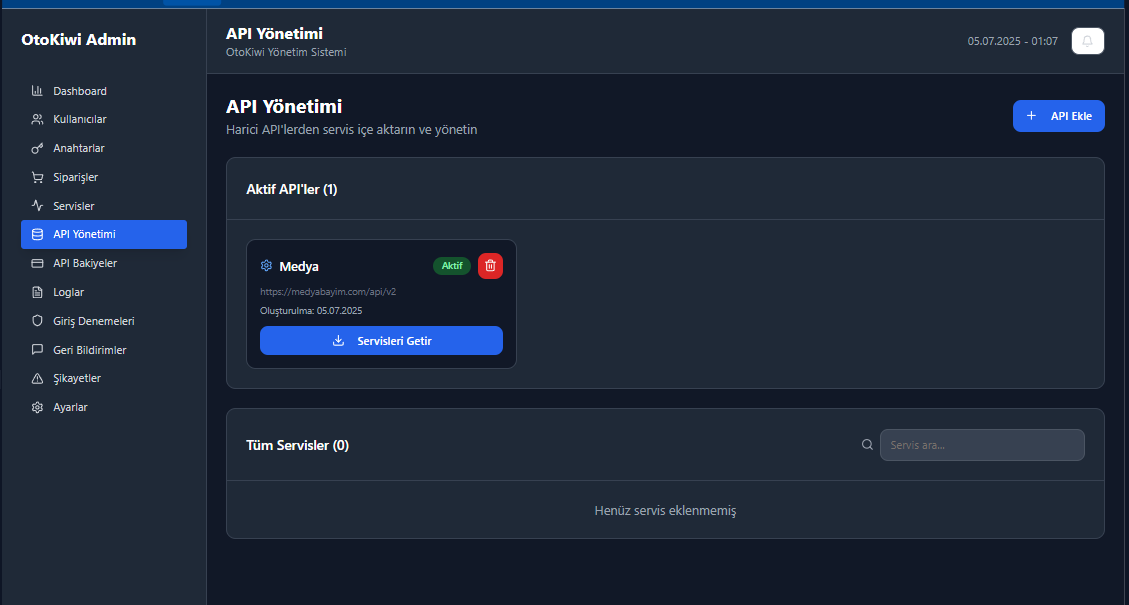 OtoKiwi Admin
Dashboard
Kullanıcılar
Anahtarlar
Siparişler
Servisler
API Yönetimi
API Bakiyeler
Loglar
Giriş Denemeleri
Geri Bildirimler
Şikayetler
Ayarlar
API Yönetimi
OtoKiwi Yönetim Sistemi
05.07.2025 - 01:07
API Yönetimi
Harici API'lerden servis içe aktarın ve yönetin
API Ekle
Aktif API'ler (1)
Medya
Aktif
https://medyabayim.com/api/v2
Oluşturulma: 05.07.2025
Servisleri Getir
Tüm Servisler (0)
Servis ara...
Henüz servis eklenmemiş